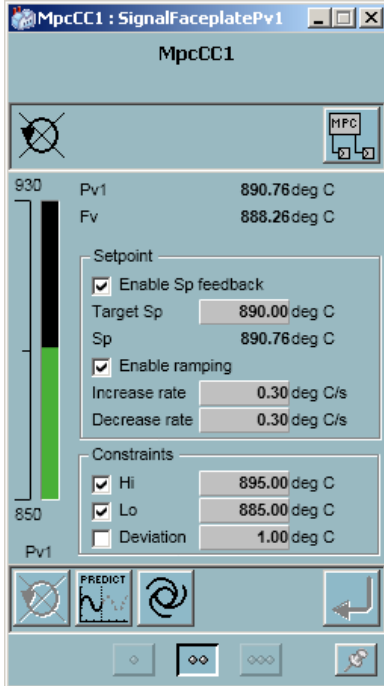 MpcCC1 : SignalFaceplatePv1
MpcCC1
MPC
930
Pv1 890.76 deg C
Fv 888.26 deg C
Setpoint
Enable Sp feedback
Target Sp 890.00 deg C
Sp 890.76 deg C
Enable ramping
Increase rate 0.30 deg C/s
Decrease rate 0.30 deg C/s
Constraints
Hi 895.00 deg C
Lo 885.00 deg C
Deviation 1.00 deg C
850
Pv1
PREDICT